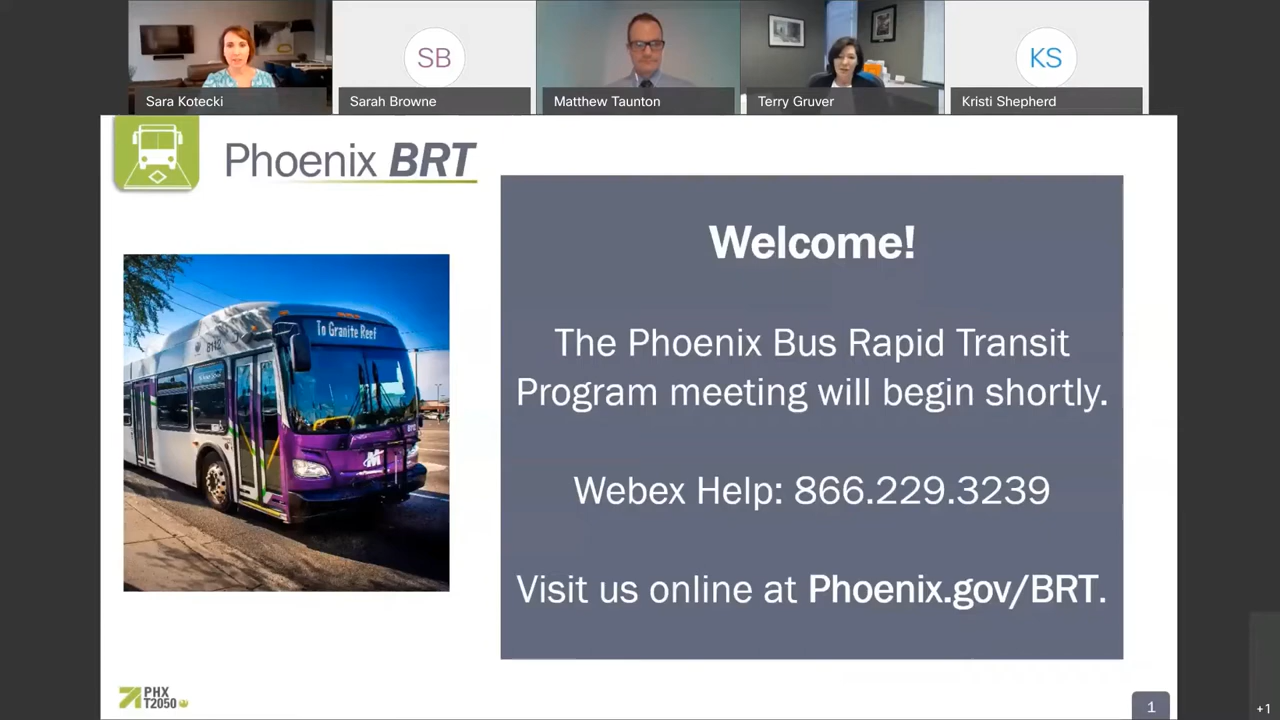 SB
KS
Sara Kotecki
Sarah Browne
Matthew Taunton
Terry Gruver
Kristi Shepherd
Phoenix BRT
Welcome!
The Phoenix Bus Rapid Transit
Program meeting will begin shortly.
Webex Help: 866.229.3239
Visit us online at Phoenix.gov/BRT.
To Granite Reef
8112
PHX
T2050
1
+1